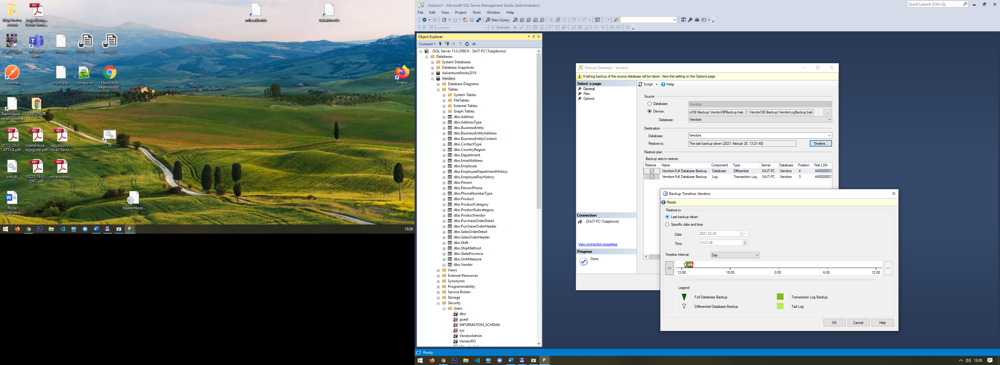 Régi Firefox
adatok
Jegyzőköny...
István Tamá...
műszakbeírás
táskakövetés
Kép0128.jpg
Microsoft
Teams
Iktatas
UTANA.SQL
elote.SQL
Postman
kruno.pgn
vywexp.txt
Eltávolított
alkalmazáso...
Firefox
TeamViewer...
parancsikonja
SABLONOK
00722-20-V...
ATTILA.pdf
Szaktanácsa...
díjjegyzék.pdf
Jegyzőköny...
István Tamá...
TB
zint.dll
03222-16-V...
ZRT..pdf
növénytársít...
Rózsa
istván.docx
bejelentkeze...
13:28
Solution1 - Microsoft SQL Server Management Studio (Administrator)
Quick Launch (Ctrl+Q)
File Edit View Project Tools Window Help
New Query
master
Execute
Object Explorer
Connect
. (SQL Server 15.0.2080.9 - SAJT-PC\Tulajdonos)
Databases
System Databases
Database Snapshots
AdventureWorks2019
Vendors
Database Diagrams
Tables
System Tables
FileTables
External Tables
Graph Tables
dbo.Address
dbo.AddressType
dbo.BusinessEntity
dbo.BusinessEntityAddress
dbo.BusinessEntityContact
dbo.ContactType
dbo.CountryRegion
dbo.Department
dbo.EmailAddress
dbo.Employee
dbo.EmployeeDepartmentHistory
dbo.EmployeePayHistory
dbo.Person
dbo.PersonPhone
dbo.PhoneNumberType
dbo.Product
dbo.ProductCategory
dbo.ProductSubcategory
dbo.ProductVendor
dbo.PurchaseOrderDetail
dbo.PurchaseOrderHeader
dbo.SalesOrderDetail
dbo.SalesOrderHeader
dbo.Shift
dbo.ShipMethod
dbo.StateProvince
dbo.UnitMeasure
dbo.Vendor
Views
External Resources
Synonyms
Programmability
Service Broker
Storage
Security
Users
dbo
guest
INFORMATION_SCHEMA
sys
VendorAdmin
VendorRO
Restore Database - Vendors
A tail-log backup of the source database will be taken. View this setting on the Options page.
Select a page
General
Files
Options
Script Help
Source
Database: Vendors
Device: orDB\Backup\VendorDiffBackup.bak, C:\VendorDB\Backup\VendorLogBackup.bak ...
Database: Vendors
Destination
Database: Vendors
Restore to: The last backup taken (2021. február 20. 13:21:48) Timeline...
Restore plan
Backup sets to restore:
Restore Name Component Type Server Database Position First LSN
Vendors-Full Database Backup Database Differential SAJT-PC Vendors 4 440000001
Vendors-Full Database Backup Log Transaction Log SAJT-PC Vendors 3 440000001
Connection
. [SAJT-PC\Tulajdonos]
View connection properties
Progress
Done
Backup Timeline: Vendors
Ready
Restore to
Last backup taken
Specific date and time
Date: 2021.02.20.
Time: 13:21:48
Timeline Interval: Day
<< >>
12:00 18:00 0:00 6:00 12:00
Legend
Full Database Backup Transaction Log Backup
Differential Database Backup Tail-Log
OK Cancel Help
Ready
13:28